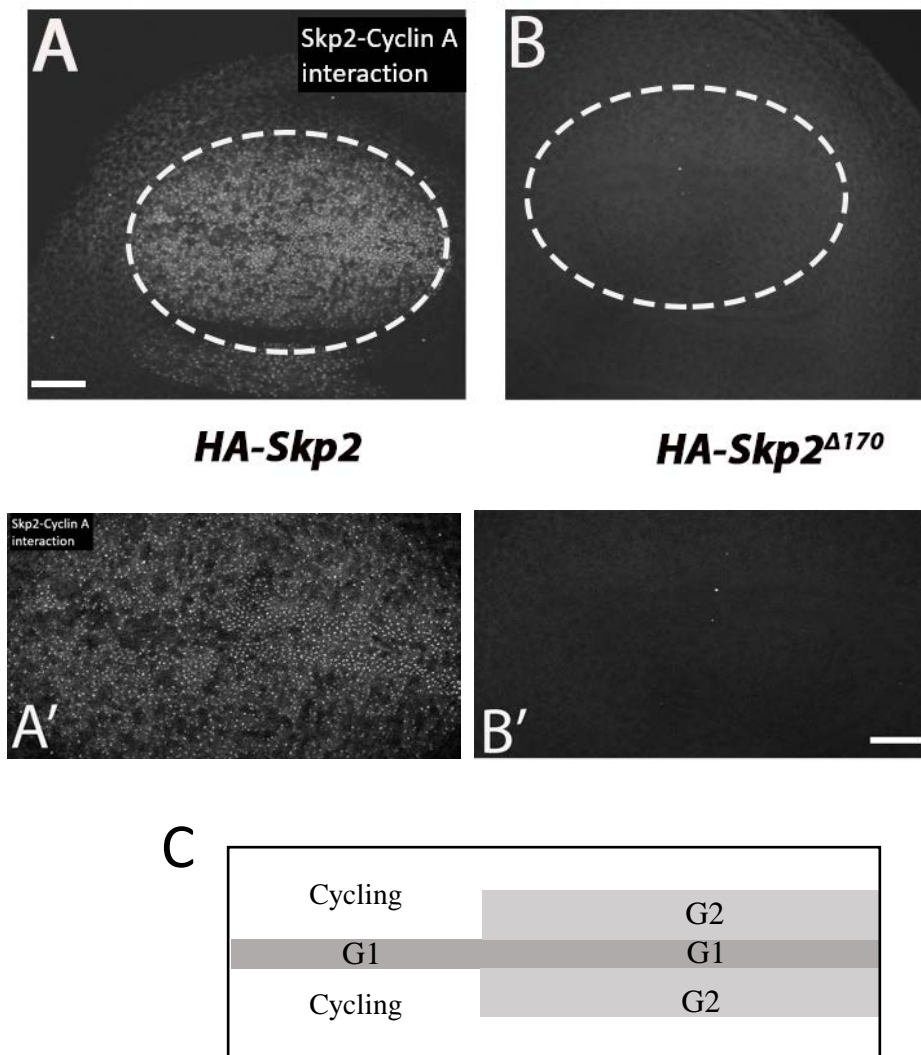 A
Skp2-Cyclin A
interaction
B
HA-Skp2
HA-Skp2Δ170
Skp2-Cyclin A
interaction
A′
B′
C
Cycling
G2
G1
G1
Cycling
G2